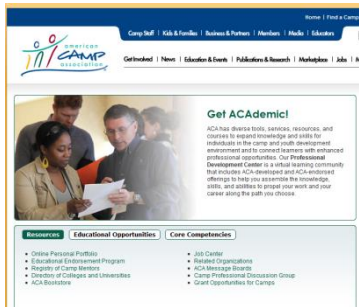 Home | Find a Camp
Camp Staff | Kids & Families | Business & Partners | Members | Media | Educators
american
CAMP
association
Get Involved | News | Education & Events | Publications & Research | Marketplace | Jobs
Get ACAdemic!
ACA has diverse tools, services, resources, and
courses to expand knowledge and skills for
individuals in the camp and youth development
environment and to connect learners with enhanced
professional opportunities. Our Professional
Development Center is a virtual learning community
that includes ACA-developed and ACA-endorsed
offerings to help you assemble the knowledge,
skills, and abilities to propel your work and your
career along the path you choose.
Resources
Educational Opportunities
Core Competencies
Online Personal Portfolio
Educational Endorsement Program
Registry of Camp Mentors
Directory of Colleges and Universities
ACA Bookstore
Job Center
Related Organizations
ACA Message Boards
Camp Professional Discussion Group
Grant Opportunities for Camps